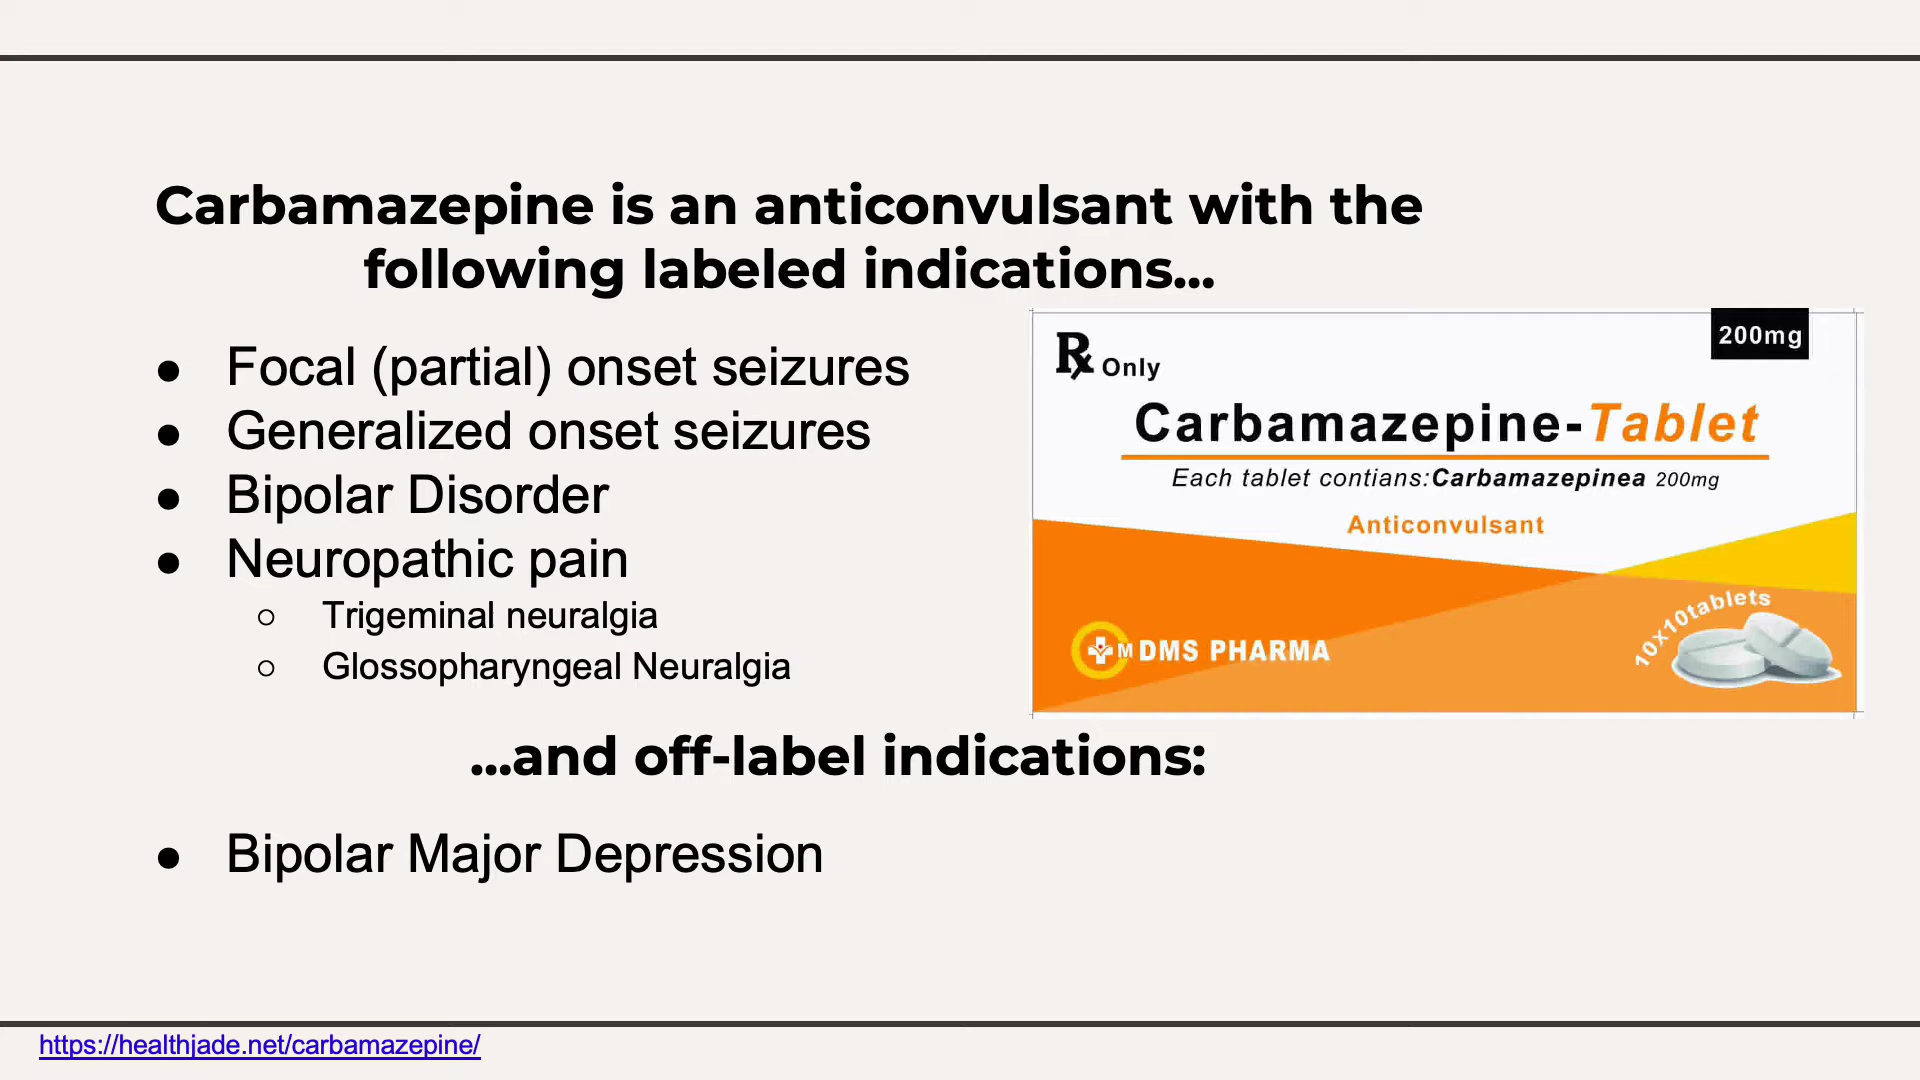 Carbamazepine is an anticonvulsant with the
following labeled indications...
● Focal (partial) onset seizures
● Generalized onset seizures
● Bipolar Disorder
● Neuropathic pain
○ Trigeminal neuralgia
○ Glossopharyngeal Neuralgia
200mg
Rx Only
Carbamazepine-Tablet
Each tablet contians:Carbamazepinea 200mg
Anticonvulsant
10x10tablets
M DMS PHARMA
...and off-label indications:
● Bipolar Major Depression
https://healthjade.net/carbamazepine/